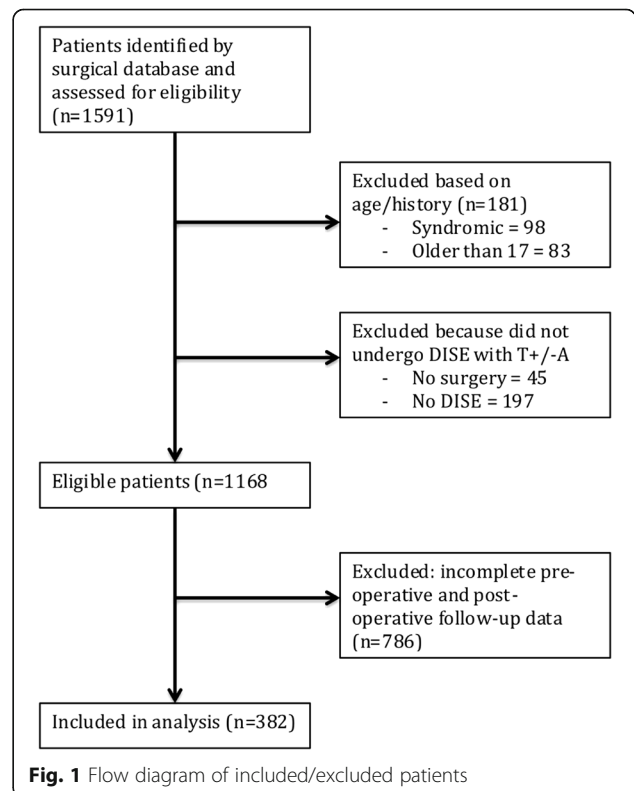 Patients identified by
surgical database and
assessed for eligibility
(n=1591)
Excluded based on
age/history (n=181)
- Syndromic = 98
- Older than 17 = 83
Excluded because did not
undergo DISE with T+/-A
- No surgery = 45
- No DISE = 197
Eligible patients (n=1168
Excluded: incomplete pre-
operative and post-
operative follow-up data
(n=786)
Included in analysis (n=382)
Fig. 1 Flow diagram of included/excluded patients